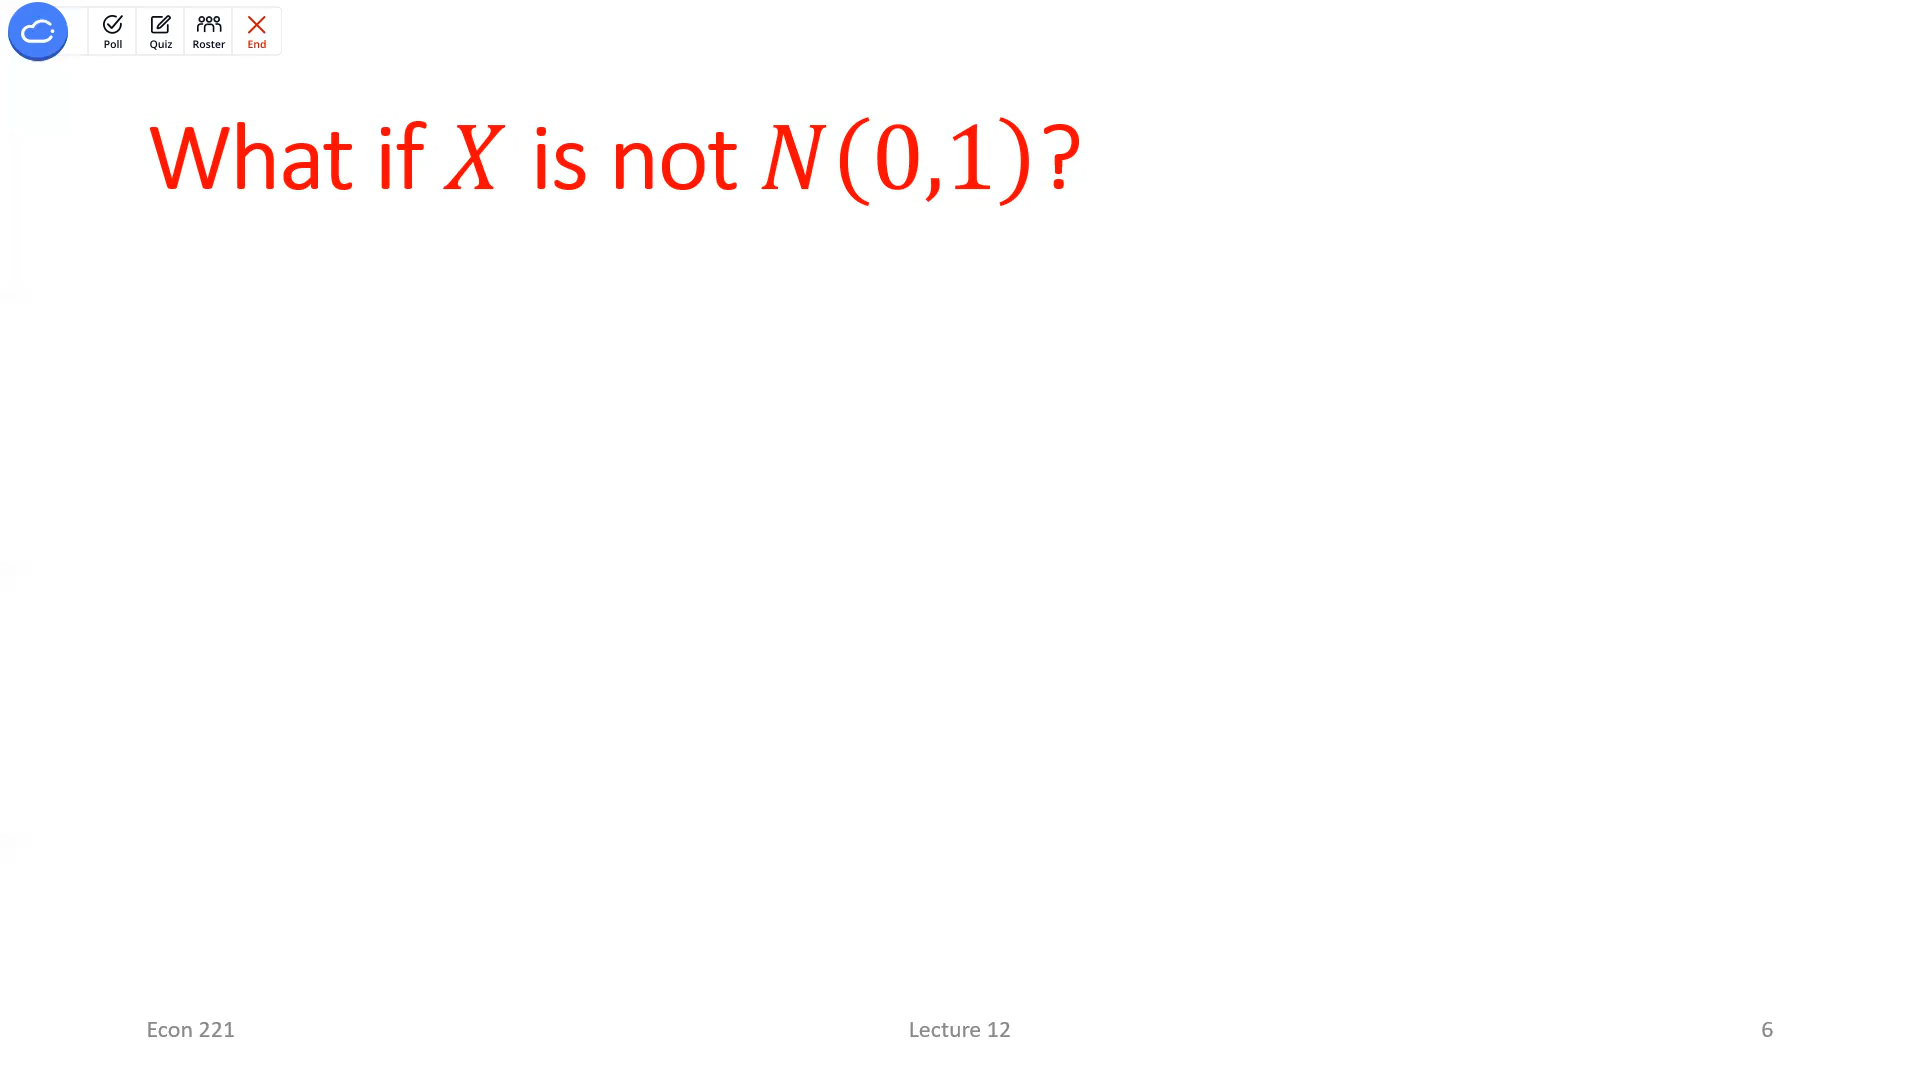 Poll Quiz Roster End
What if X is not N(0,1)?
Econ 221 Lecture 12 6